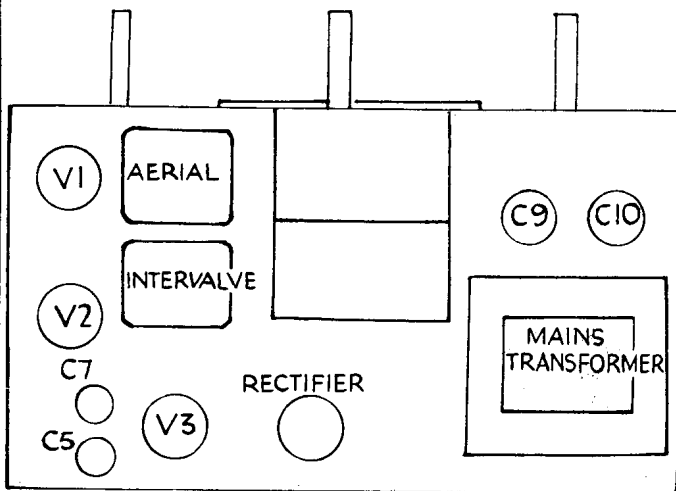 V1
AERIAL
C9
C10
INTERVALVE
V2
MAINS
TRANSFORMER
C7
RECTIFIER
V3
C5